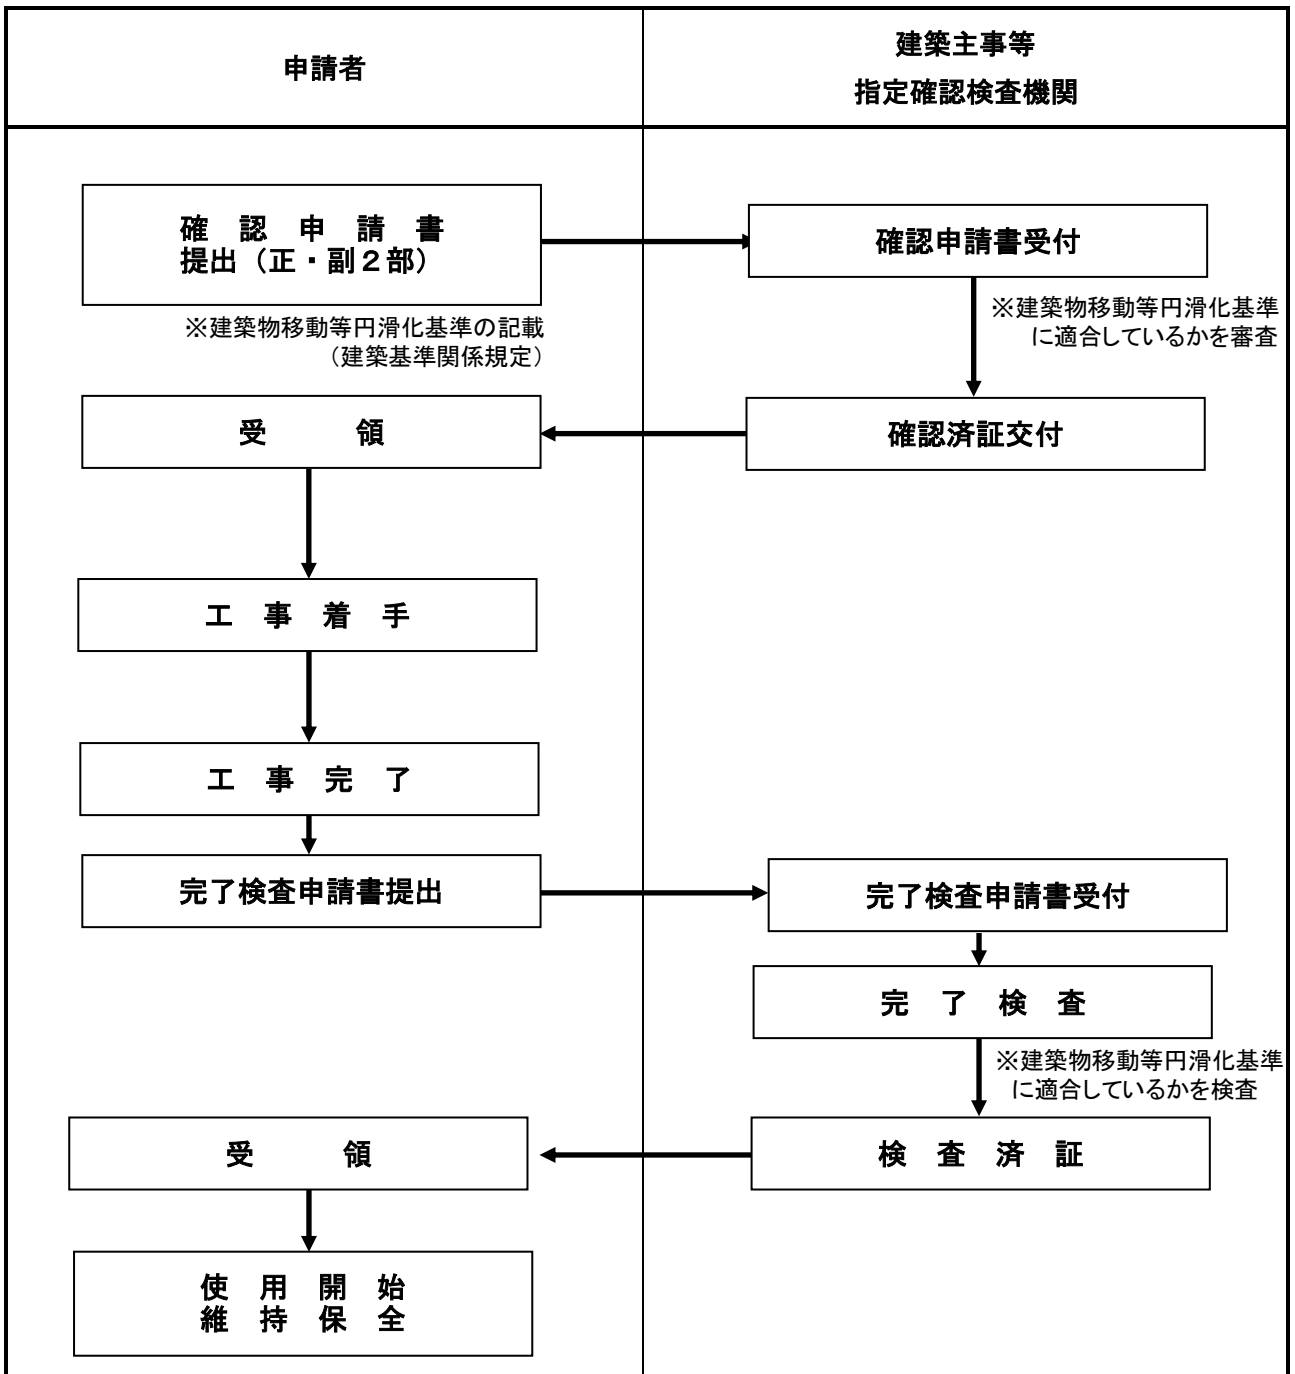 申請者
建築主事等
指定確認検査機関
確　認　申　請　書
提出（正・副２部）
※建築物移動等円滑化基準の記載
（建築基準関係規定）
確認申請書受付
※建築物移動等円滑化基準
に適合しているかを審査
受　　　領
確認済証交付
工　事　着　手
工　事　完　了
完了検査申請書提出
完了検査申請書受付
完　了　検　査
※建築物移動等円滑化基準
に適合しているかを検査
受　　　領
検　査　済　証
使　用　開　始
維　持　保　全